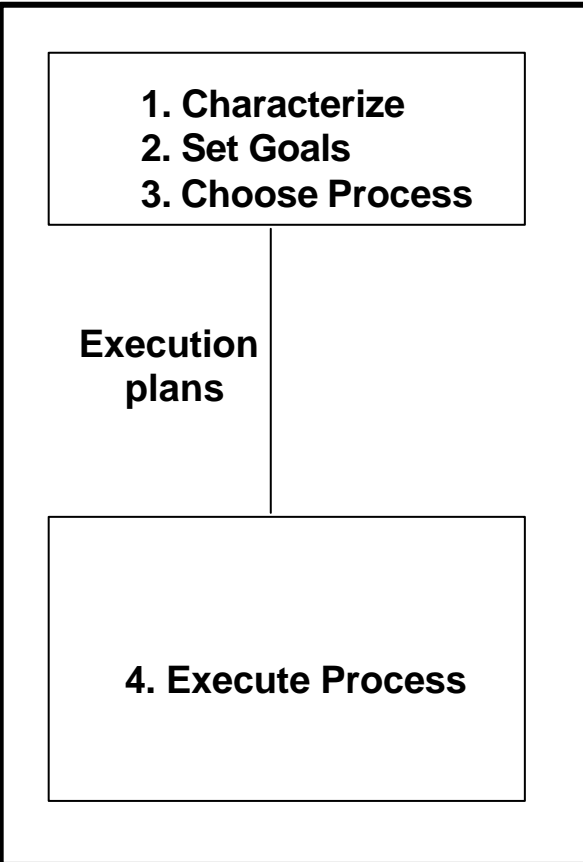 1. Characterize
2. Set Goals
3. Choose Process
Execution
plans
4. Execute Process